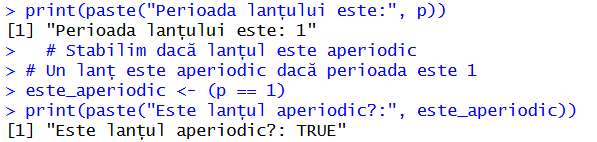 > print(paste("Perioada lanțului este:", p))
[1] "Perioada lanțului este: 1"
>   # Stabilim dacă lanțul este aperiodic
> # Un lanț este aperiodic dacă perioada este 1
> este_aperiodic <- (p == 1)
> print(paste("Este lanțul aperiodic?:", este_aperiodic))
[1] "Este lanțul aperiodic?: TRUE"